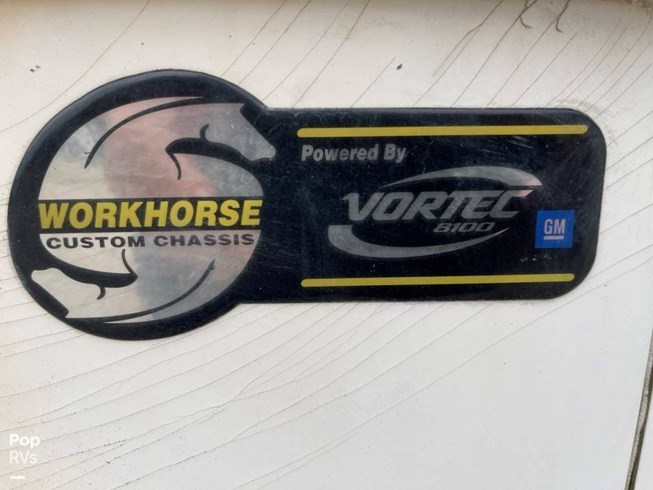 WORKHORSE
CUSTOM CHASSIS
Powered By
VORTEC
8100
GM
Pop
RVs